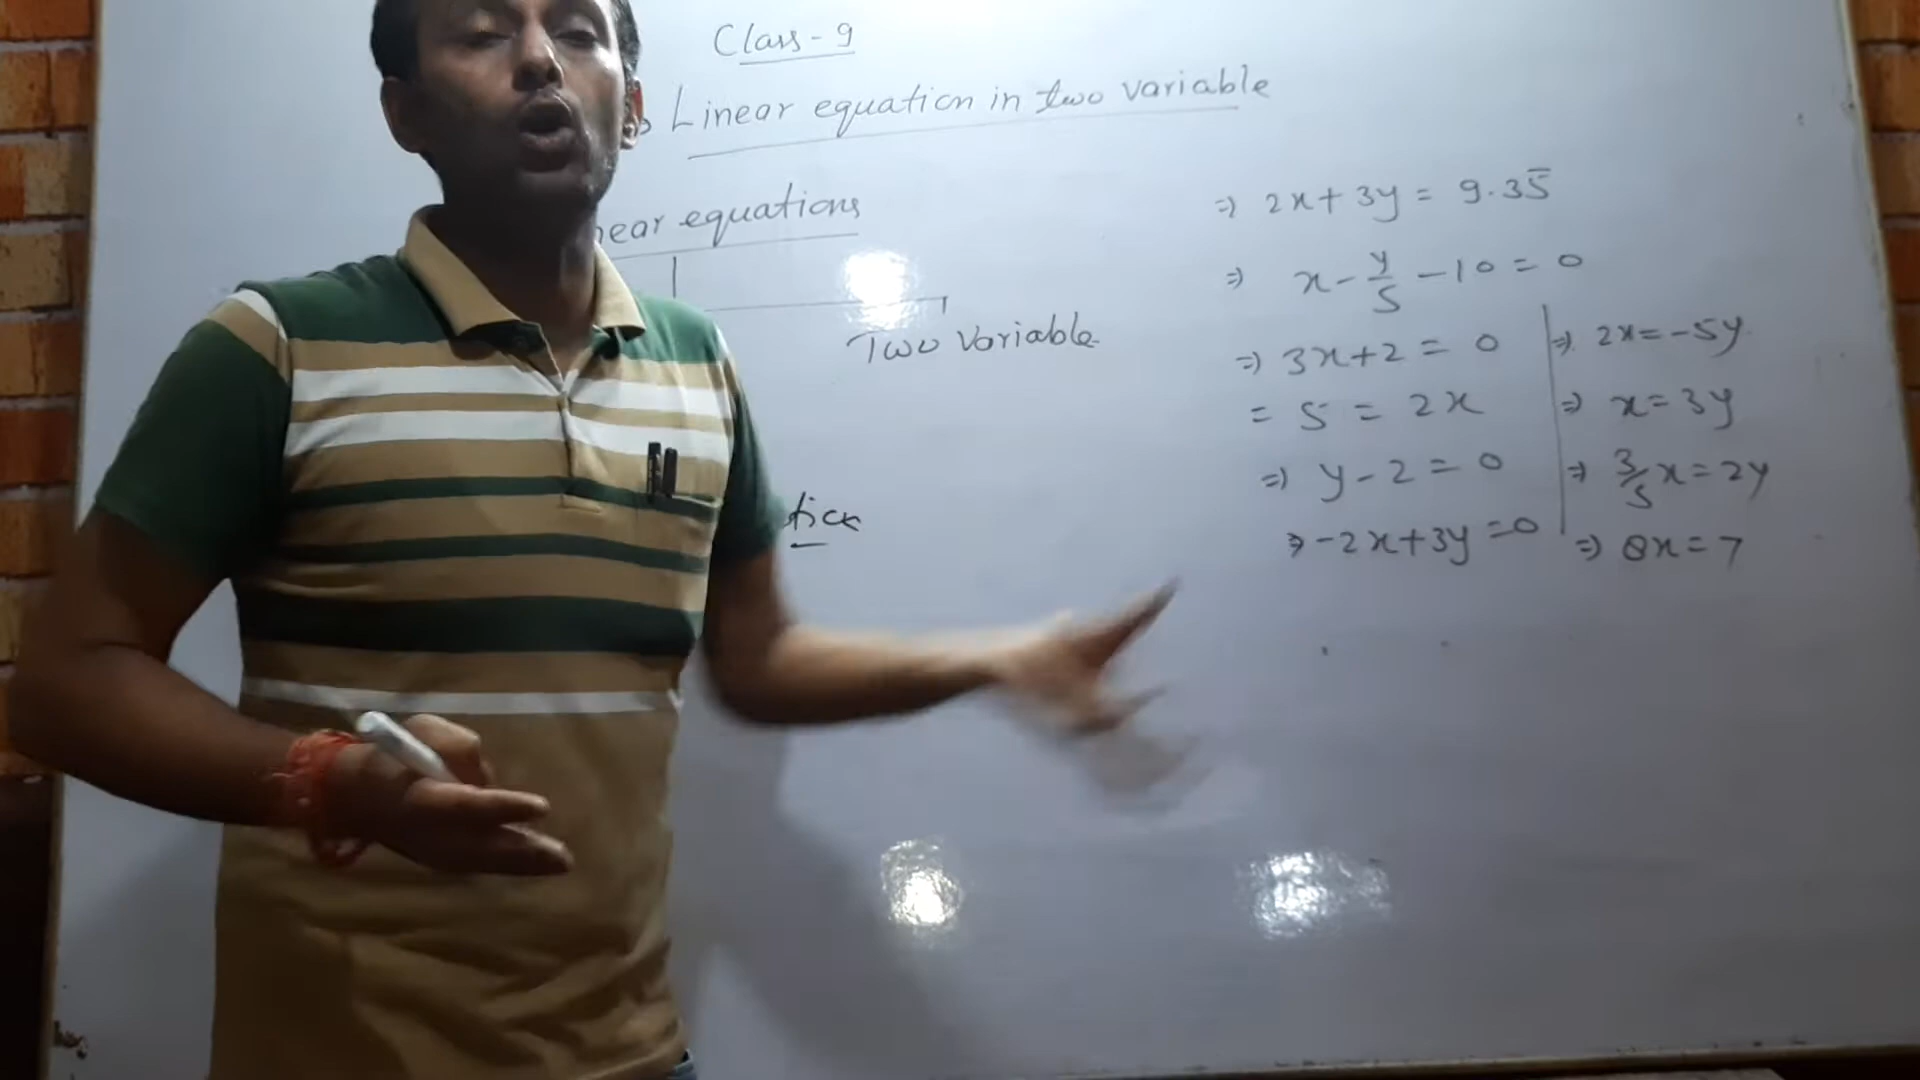 Class - 9
Linear equation in two variable
near equations
Two Variable
tics
=) 2x + 3y = 9.35̅
=) x - y/5 - 10 = 0
=) 3x + 2 = 0
= 5 = 2x
=) y - 2 = 0
=) -2x + 3y = 0
=) 2x = -5y
=) x = 3y
=) 3/5 x = 2y
=) 8x = 7